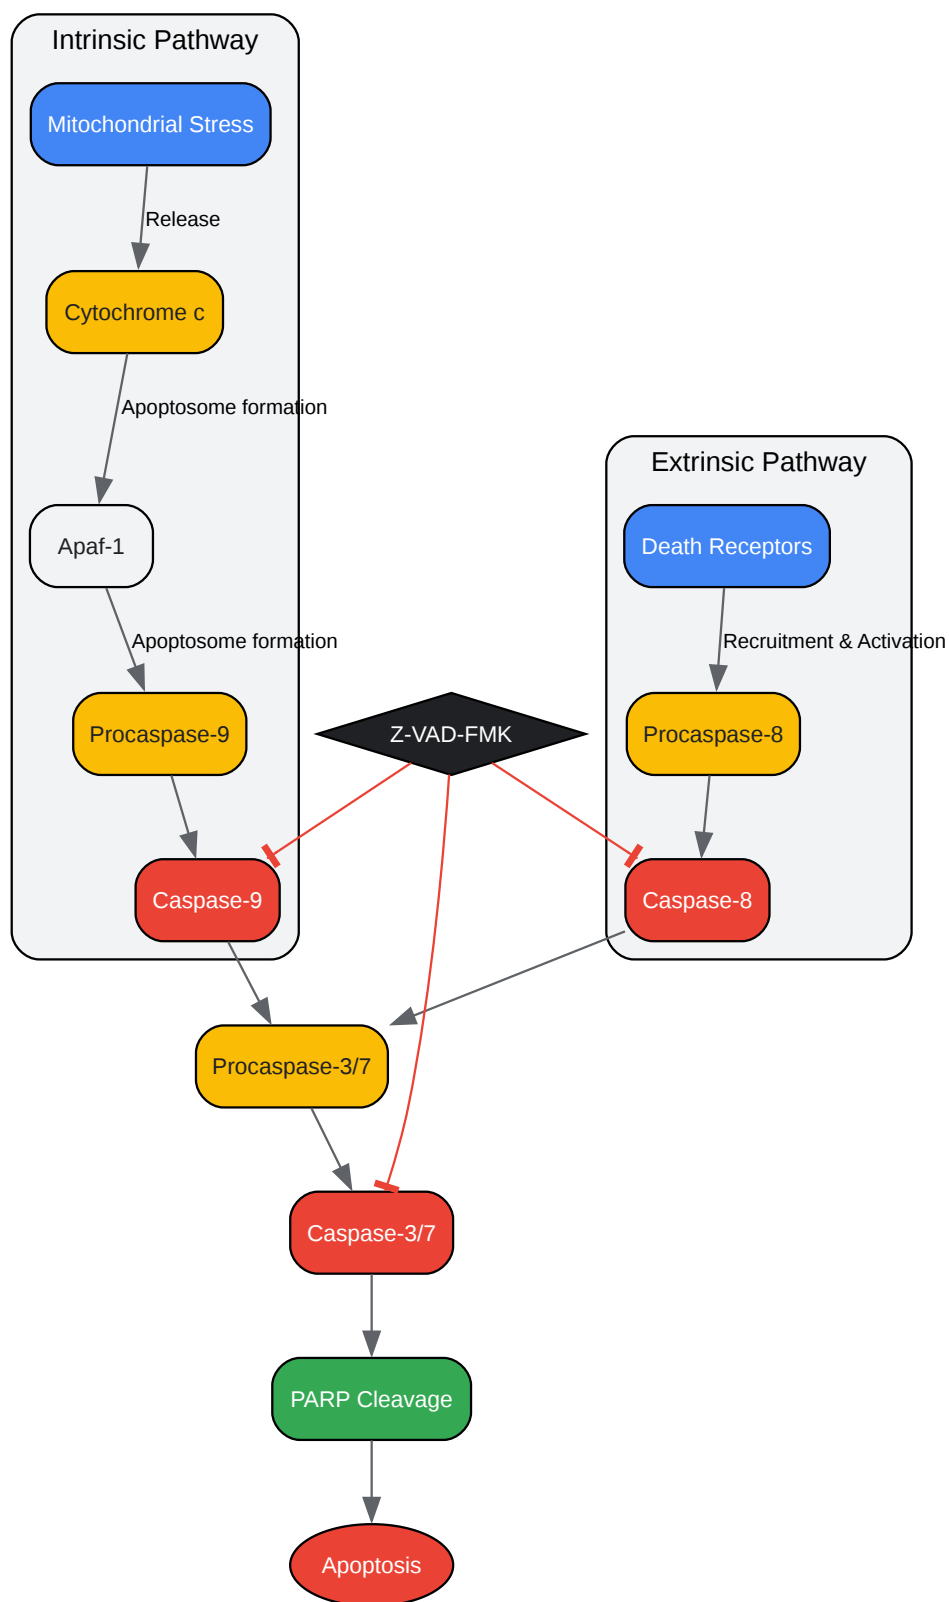 Intrinsic Pathway
Mitochondrial Stress
Release
Cytochrome c
Apoptosome formation
Apaf-1
Apoptosome formation
Procaspase-9
Caspase-9
Extrinsic Pathway
Death Receptors
Recruitment & Activation
Procaspase-8
Caspase-8
Z-VAD-FMK
Procaspase-3/7
Caspase-3/7
PARP Cleavage
Apoptosis